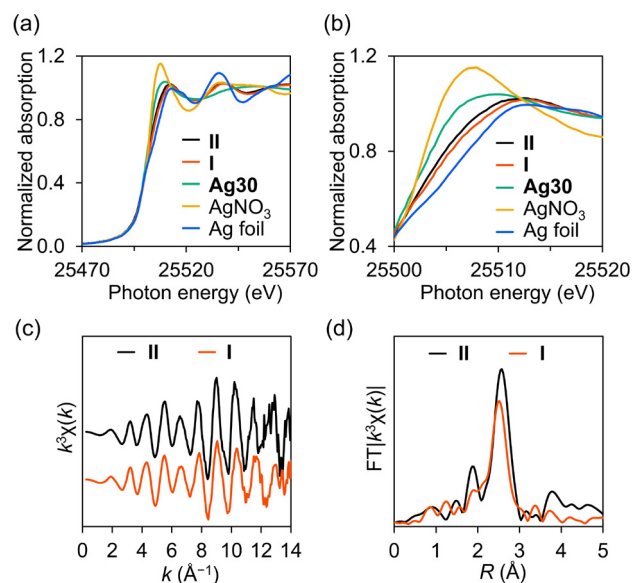 (a)
Normalized absorption
1.2
0.6
0.0
25470
25520
25570
Photon energy (eV)
II
I
Ag30
AgNO₃
Ag foil
(b)
Normalized absorption
1.2
0.8
0.4
25500
25510
25520
Photon energy (eV)
II
I
Ag30
AgNO₃
Ag foil
(c)
II
I
k³χ(k)
0 2 4 6 8 10 12 14
k (Å⁻¹)
(d)
II
I
FT|k³χ(k)|
0 1 2 3 4 5
R (Å)